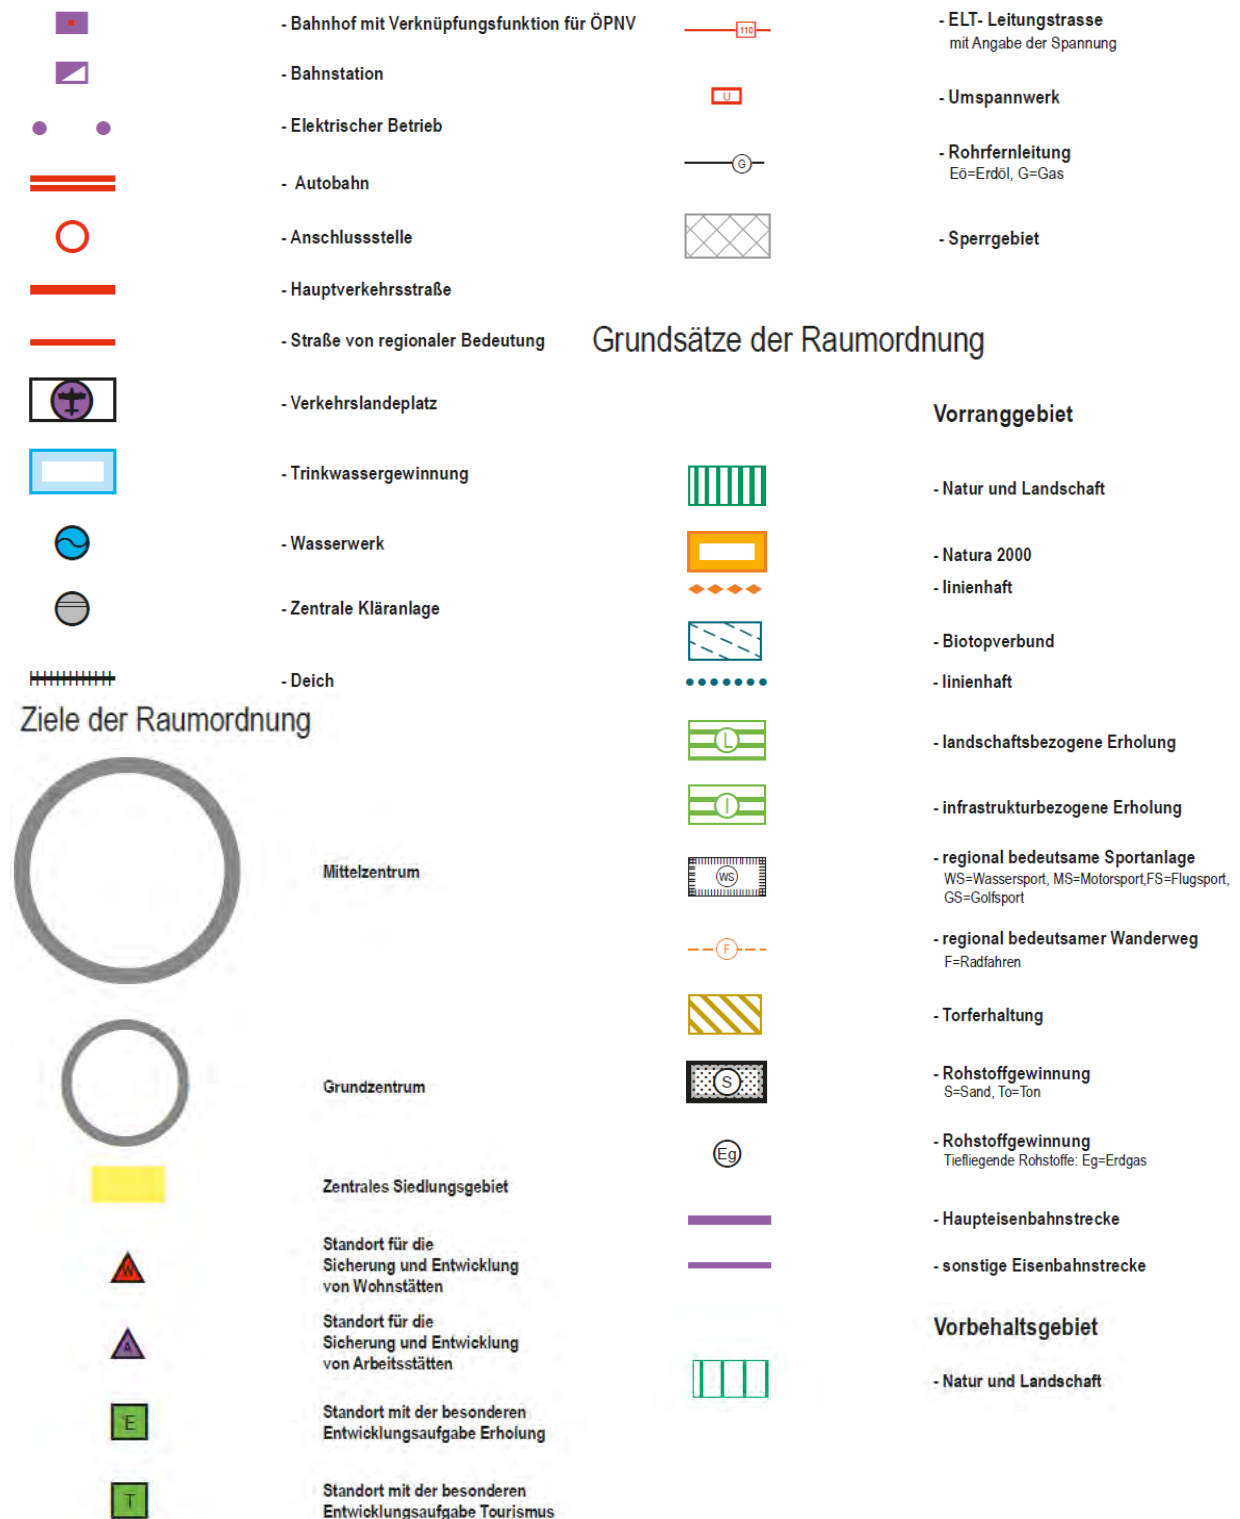 - Bahnhof mit Verknüpfungsfunktion für ÖPNV
- Bahnstation
- Elektrischer Betrieb
- Autobahn
- Anschlussstelle
- Hauptverkehrsstraße
- Straße von regionaler Bedeutung
- Verkehrslandeplatz
- Trinkwassergewinnung
- Wasserwerk
- Zentrale Kläranlage
- Deich
Ziele der Raumordnung
Mittelzentrum
Grundzentrum
Zentrales Siedlungsgebiet
W
Standort für die
Sicherung und Entwicklung
von Wohnstätten
A
Standort für die
Sicherung und Entwicklung
von Arbeitsstätten
E
Standort mit der besonderen
Entwicklungsaufgabe Erholung
T
Standort mit der besonderen
Entwicklungsaufgabe Tourismus
110
- ELT- Leitungstrasse
mit Angabe der Spannung
U
- Umspannwerk
G
- Rohrfernleitung
Eö=Erdöl, G=Gas
- Sperrgebiet
Grundsätze der Raumordnung
Vorranggebiet
- Natur und Landschaft
- Natura 2000
- linienhaft
- Biotopverbund
- linienhaft
L
- landschaftsbezogene Erholung
I
- infrastrukturbezogene Erholung
WS
- regional bedeutsame Sportanlage
WS=Wassersport, MS=Motorsport,FS=Flugsport,
GS=Golfsport
F
- regional bedeutsamer Wanderweg
F=Radfahren
- Torferhaltung
S
- Rohstoffgewinnung
S=Sand, To=Ton
Eg
- Rohstoffgewinnung
Tiefliegende Rohstoffe: Eg=Erdgas
- Haupteisenbahnstrecke
- sonstige Eisenbahnstrecke
Vorbehaltsgebiet
- Natur und Landschaft